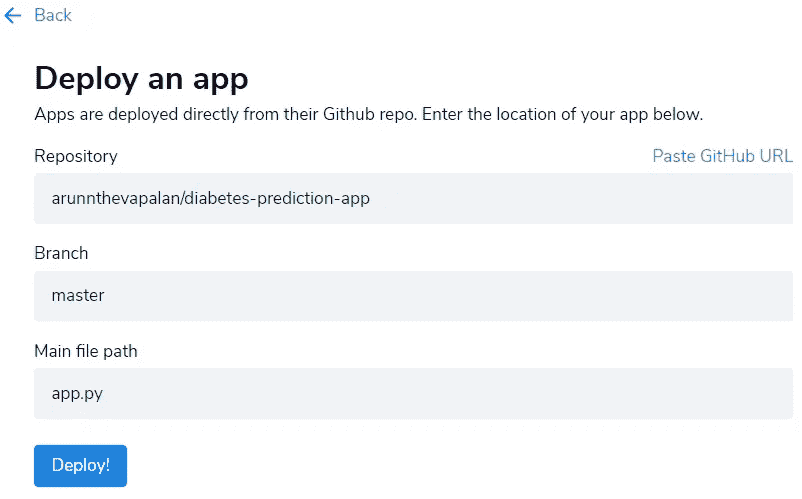 Back
Deploy an app
Apps are deployed directly from their Github repo. Enter the location of your app below.
Repository
Paste GitHub URL
arunnthevapalan/diabetes-prediction-app
Branch
master
Main file path
app.py
Deploy!